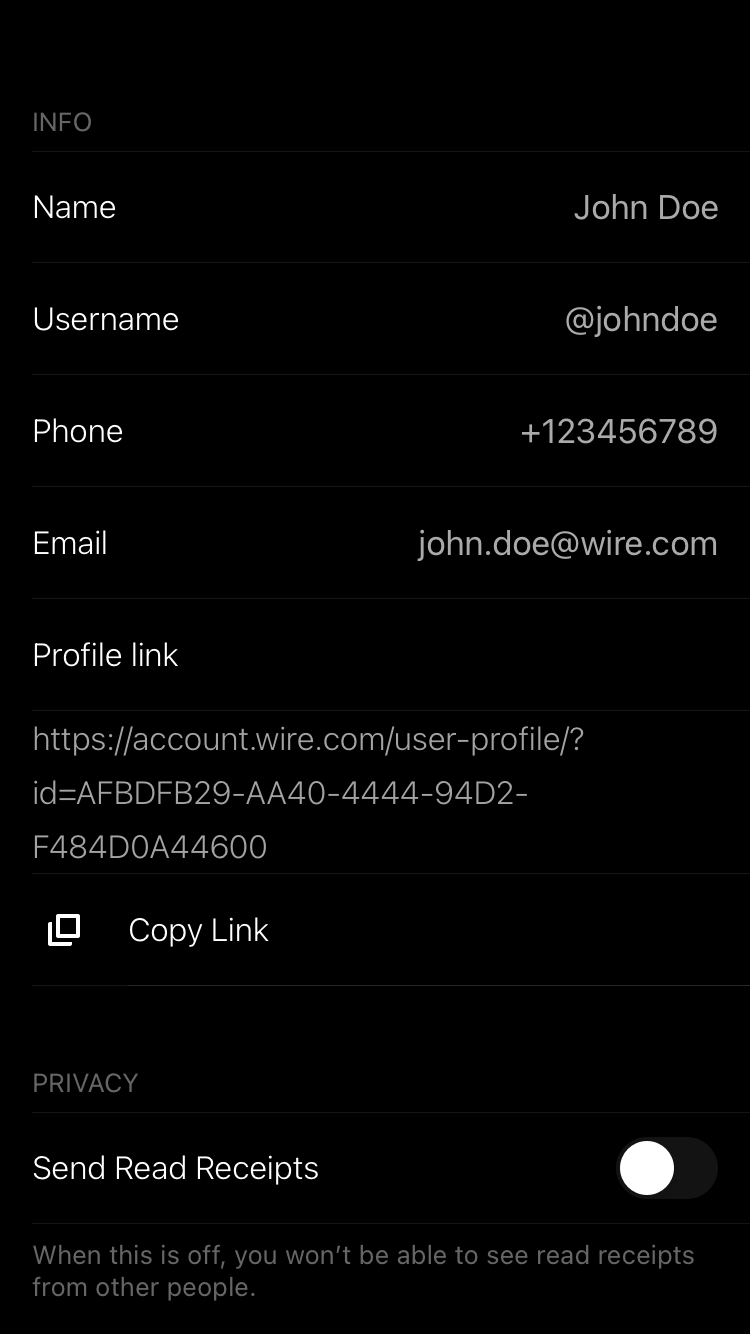 INFO
Name John Doe
Username @johndoe
Phone +123456789
Email john.doe@wire.com
Profile link
https://account.wire.com/user-profile/?
id=AFBDFB29-AA40-4444-94D2-
F484D0A44600
Copy Link
PRIVACY
Send Read Receipts
When this is off, you won’t be able to see read receipts
from other people.